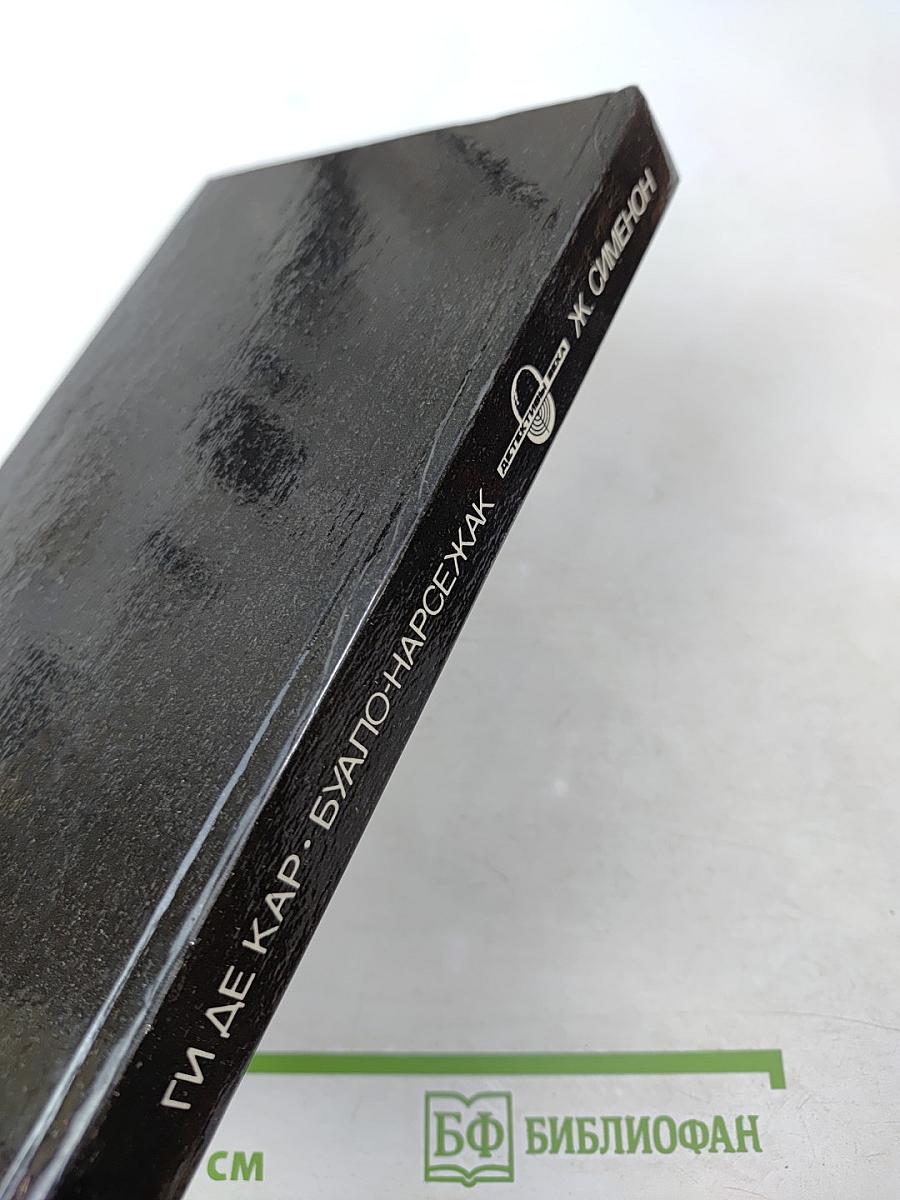 ГИ ДЕ КАР · БУАЛО-НАРСЕЖАК
Ж. СИМЕНОН
СМ
БФ БИБЛИОФАН